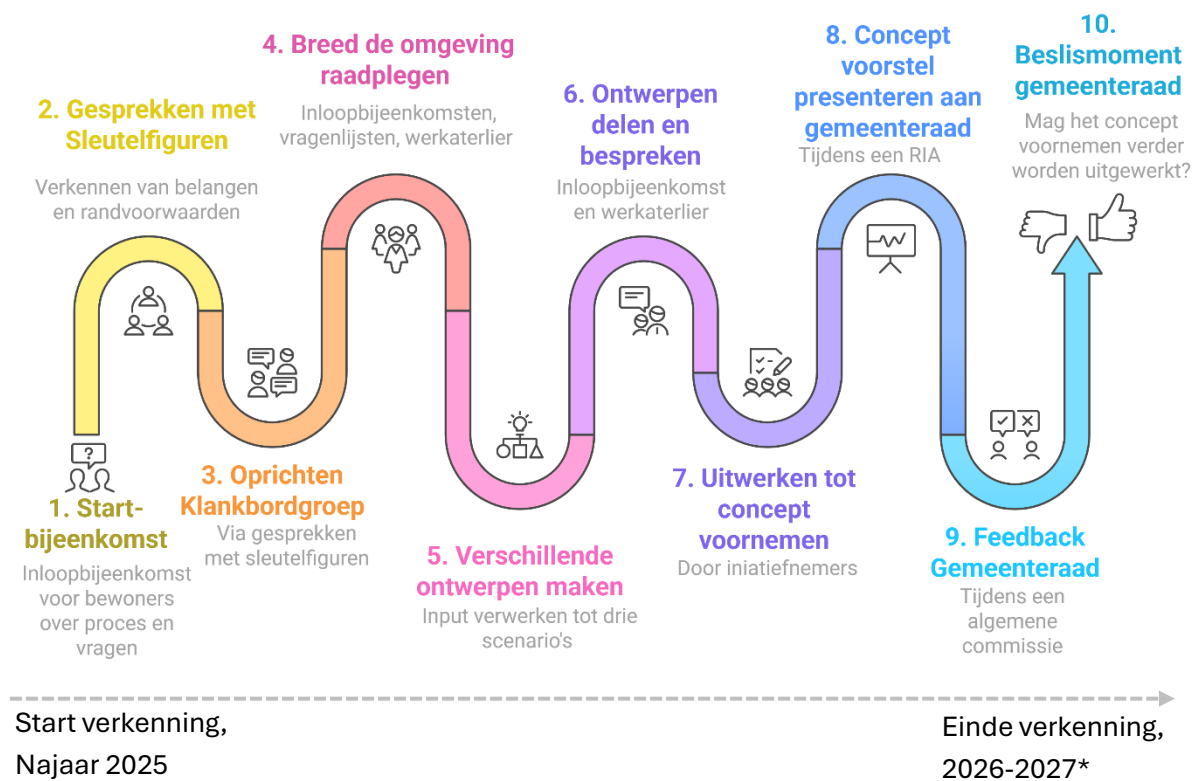 1. Start-
bijeenkomst
Inloopbijeenkomst
voor bewoners
over proces en
vragen
2. Gesprekken met
Sleutelfiguren
Verkennen van belangen
en randvoorwaarden
3. Oprichten
Klankbordgroep
Via gesprekken
met sleutelfiguren
4. Breed de omgeving
raadplegen
Inloopbijeenkomsten,
vragenlijsten, werkaterlier
5. Verschillende
ontwerpen maken
Input verwerken tot drie
scenario's
6. Ontwerpen
delen en
bespreken
Inloopbijeenkomst
en werkaterlier
7. Uitwerken tot
concept
voornemen
Door iniatiefnemers
8. Concept
voorstel
presenteren aan
gemeenteraad
Tijdens een RIA
9. Feedback
Gemeenteraad
Tijdens een
algemene
commissie
10.
Beslismoment
gemeenteraad
Mag het concept
voornemen verder
worden uitgewerkt?
?
Start verkenning,
Najaar 2025
Einde verkenning,
2026-2027*